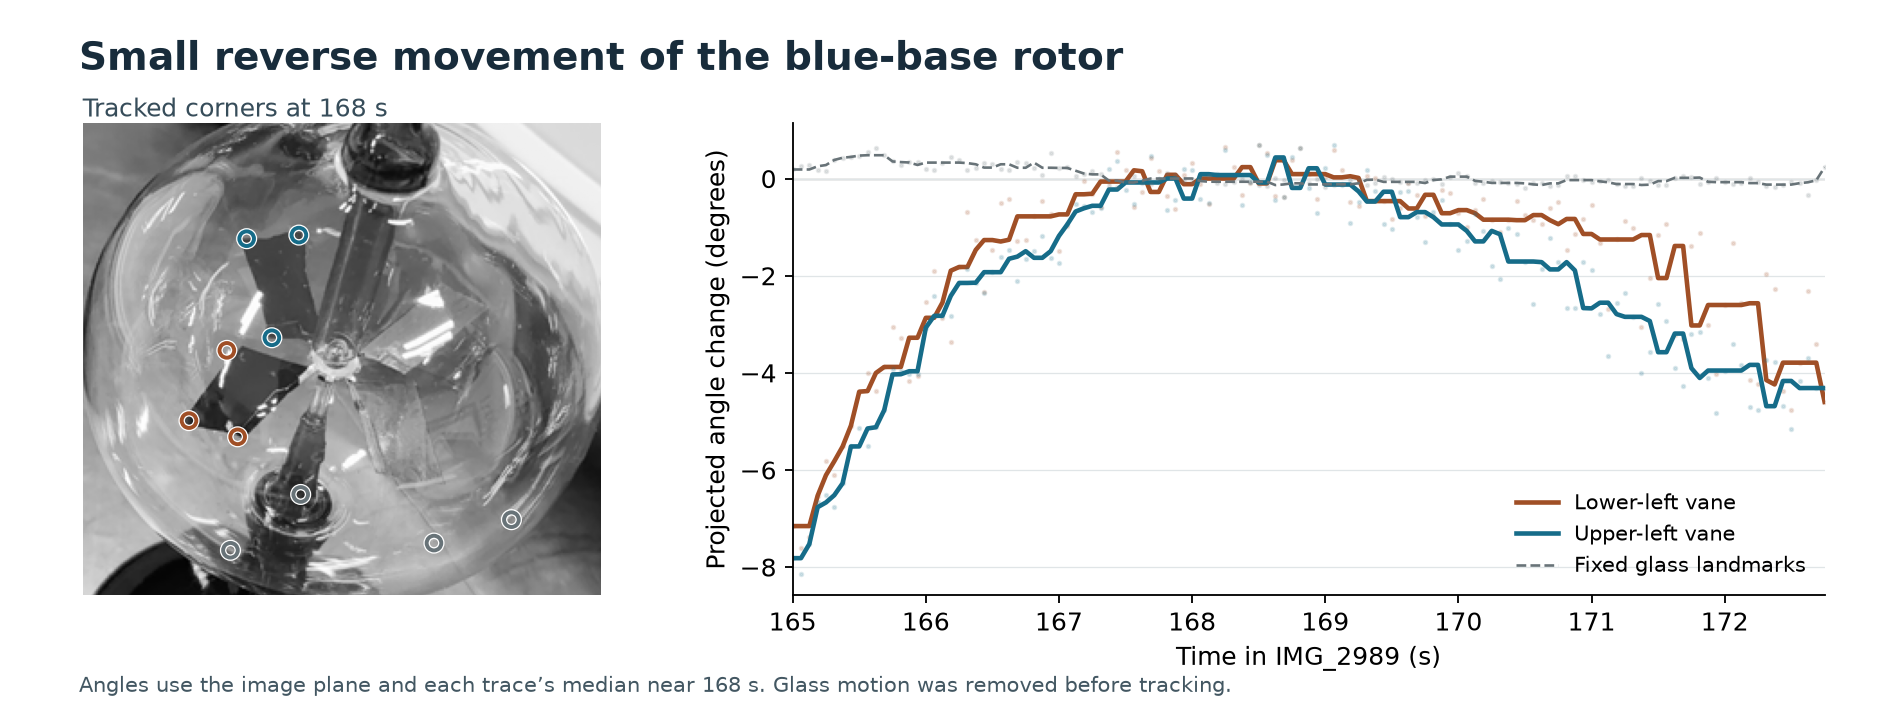 Small reverse movement of the blue-base rotor
Tracked corners at 168 s
Projected angle change (degrees)
0
−2
−4
−6
−8
Lower-left vane
Upper-left vane
Fixed glass landmarks
165 166 167 168 169 170 171 172
Time in IMG_2989 (s)
Angles use the image plane and each trace’s median near 168 s. Glass motion was removed before tracking.